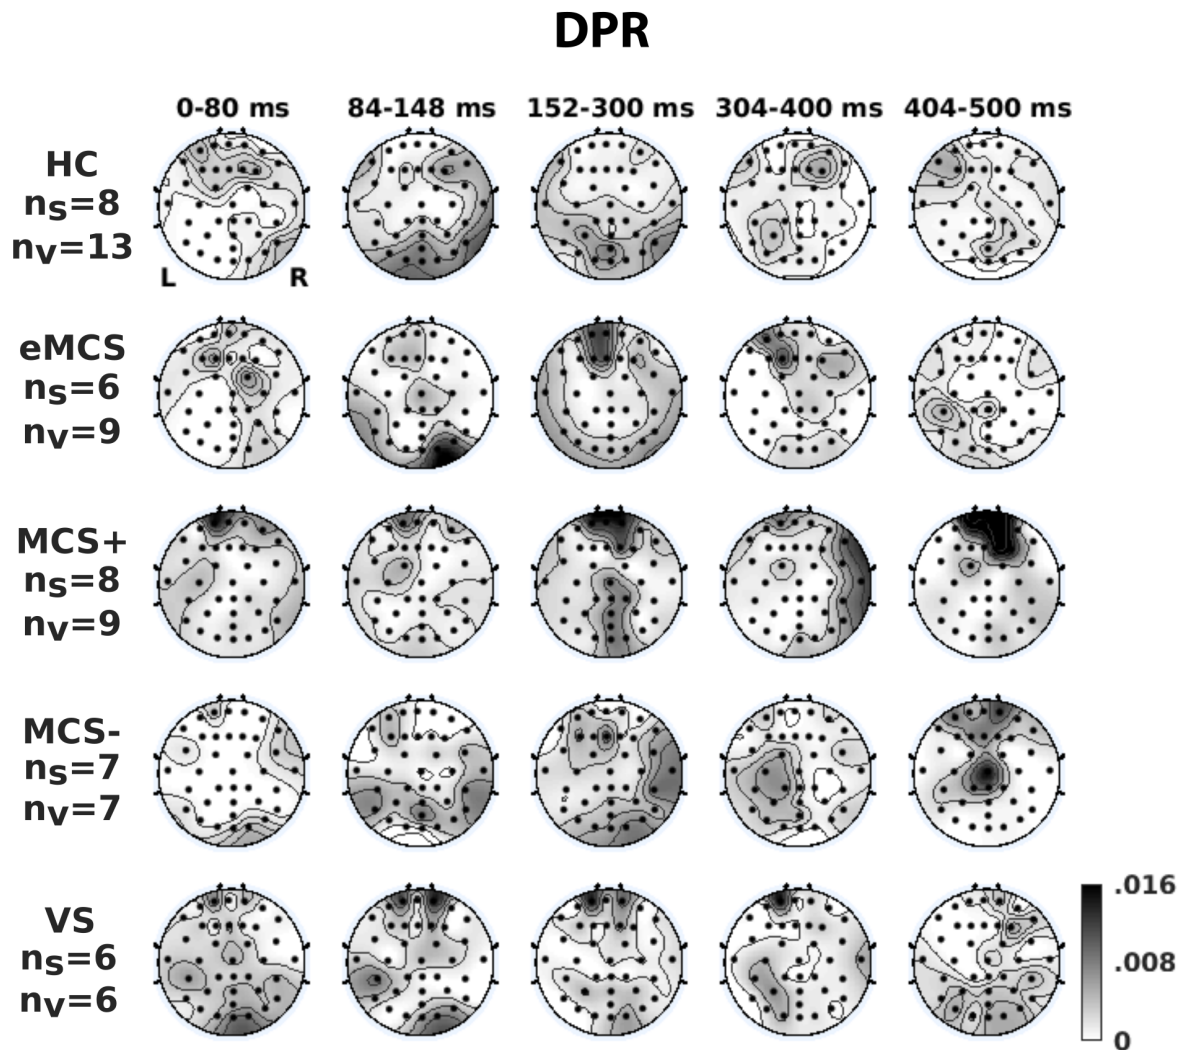 DPR
0-80 ms 84-148 ms 152-300 ms 304-400 ms 404-500 ms
HC
ns=8
nv=13
L R
eMCS
ns=6
nv=9
MCS+
ns=8
nv=9
MCS-
ns=7
nv=7
VS
ns=6
nv=6
.016
.008
0